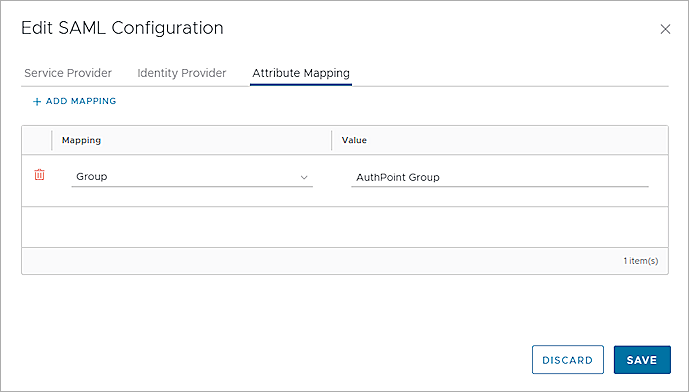 Edit SAML Configuration
Service Provider Identity Provider Attribute Mapping
+ ADD MAPPING
Mapping Value
Group AuthPoint Group
1 item(s)
DISCARD SAVE